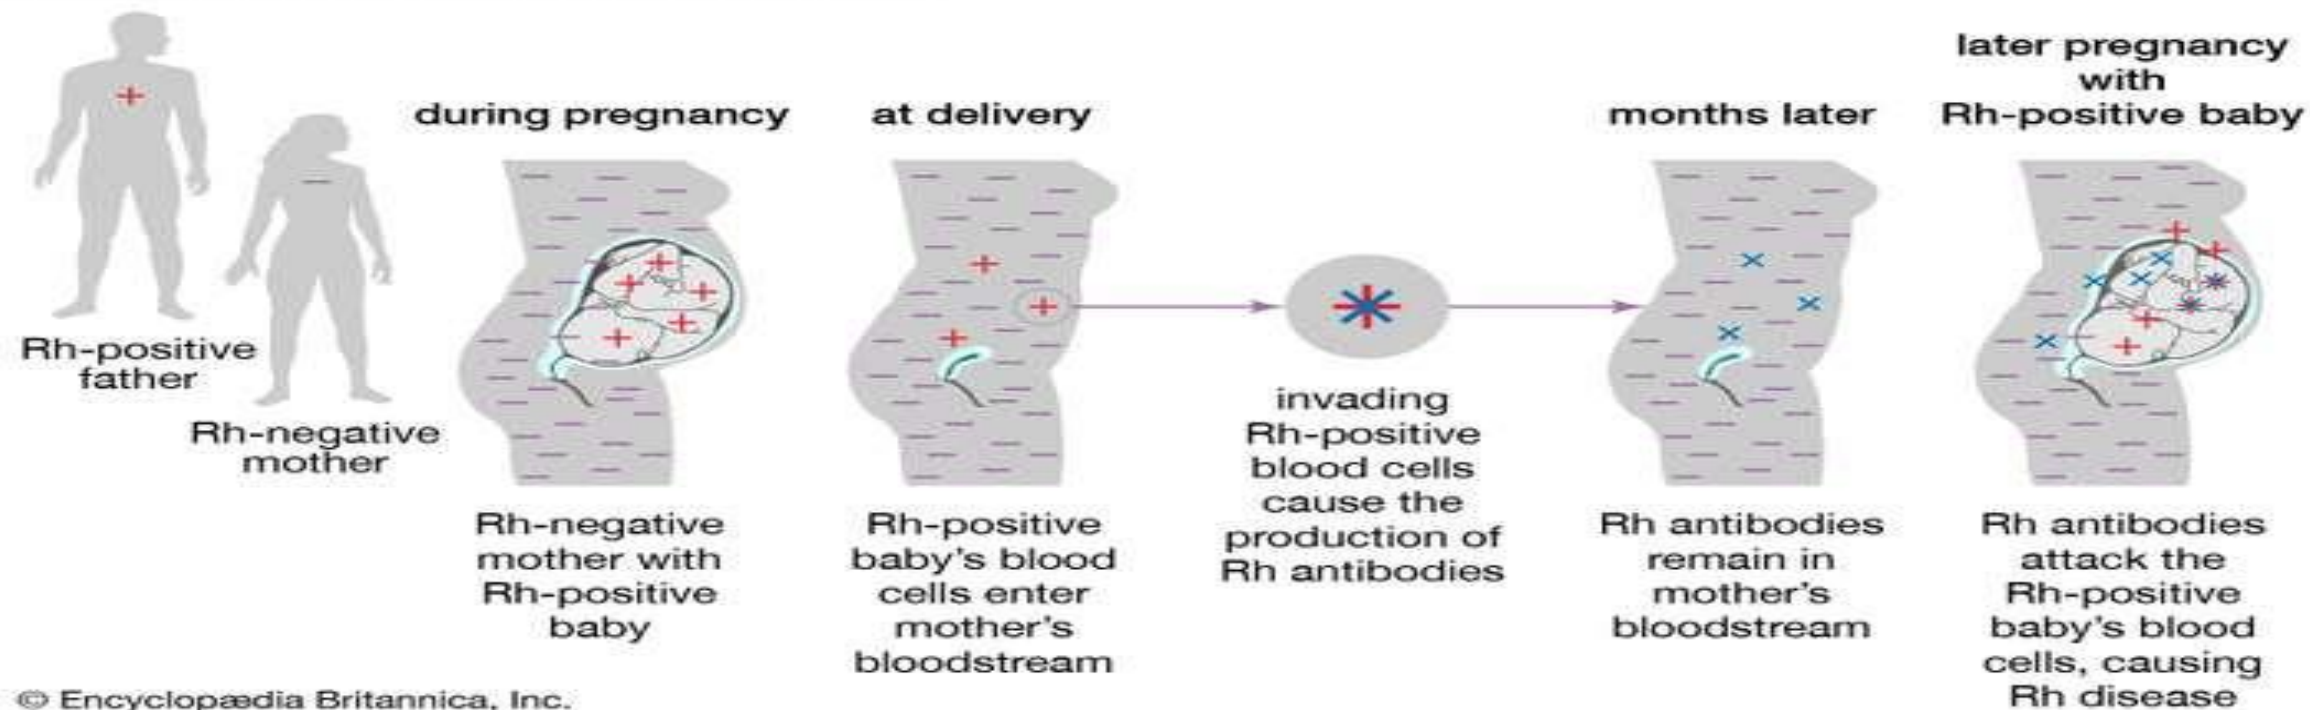 Rh-positive
father
Rh-negative
mother
during pregnancy
Rh-negative
mother with
Rh-positive
baby
at delivery
Rh-positive
baby's blood
cells enter
mother's
bloodstream
invading
Rh-positive
blood cells
cause the
production of
Rh antibodies
months later
Rh antibodies
remain in
mother's
bloodstream
later pregnancy
with
Rh-positive baby
Rh antibodies
attack the
Rh-positive
baby's blood
cells, causing
Rh disease
© Encyclopædia Britannica, Inc.